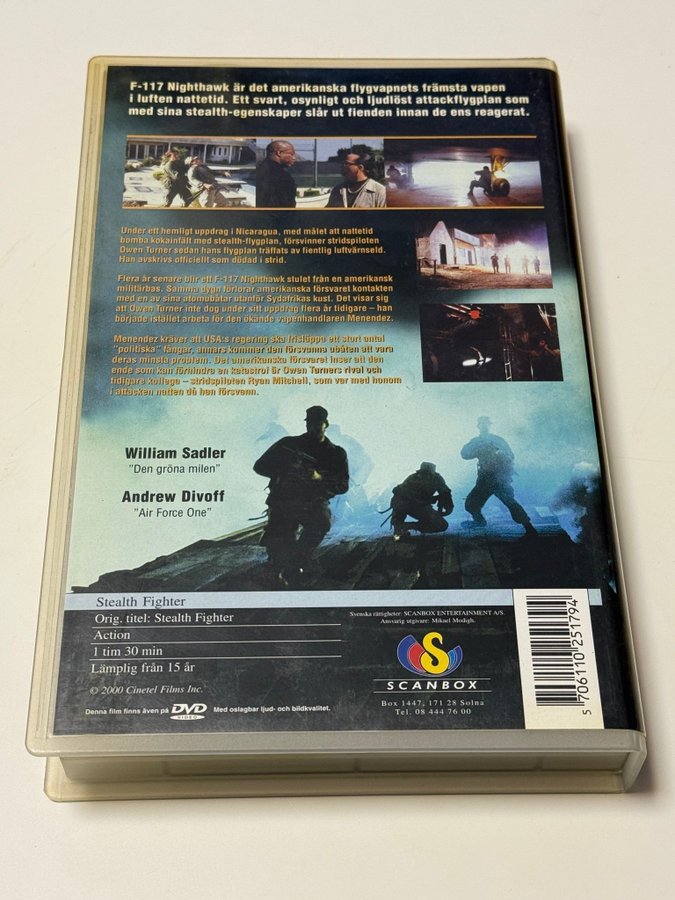 F-117 Nighthawk är det amerikanska flygvapnets främsta vapen
i luften nattetid. Ett svart, osynligt och ljudlöst attackflygplan som
med sina stealth-egenskaper slår ut fienden innan de ens reagerat.
Under ett hemligt uppdrag i Nicaragua, med målet att nattetid
bomba kokainfält med stealth-flygplan, försvinner stridspiloten
Owen Turner sedan hans flygplan träffats av fientlig luftvärnseld.
Han avskrivs officiellt som dödad i strid.
Flera år senare blir ett F-117 Nighthawk stulet från en amerikansk
militärbas. Samma dygn förlorar amerikanska försvaret kontakten
med en av sina atomubåtar utanför Sydafrikas kust. Det visar sig
att Owen Turner inte dog under sitt uppdrag flera år tidigare – han
började istället arbeta för den ökände vapenhandlaren Menendez.
Menendez kräver att USA:s regering ska frisläppa ett stort antal
"politiska" fångar, annars kommer den försvunna ubåten att vara
deras minsta problem. Det amerikanska försvaret inser att den
ende som kan förhindra en katastrof är Owen Turners rival och
tidigare kollega – stridspiloten Ryan Mitchell, som var med honom
i attacken natten då han försvann.
William Sadler
"Den gröna milen"
Andrew Divoff
"Air Force One"
Stealth Fighter
Orig. titel: Stealth Fighter
Action
1 tim 30 min
Lämplig från 15 år
© 2000 Cinetel Films Inc.
Denna film finns även på DVD VIDEO Med oslagbar ljud- och bildkvalitet.
Svenska rättigheter: SCANBOX ENTERTAINMENT A/S.
Ansvarig utgivare: Mikael Modigh.
S
SCANBOX
Box 1447, 171 28 Solna
Tel. 08 444 76 00
5 706110 251794